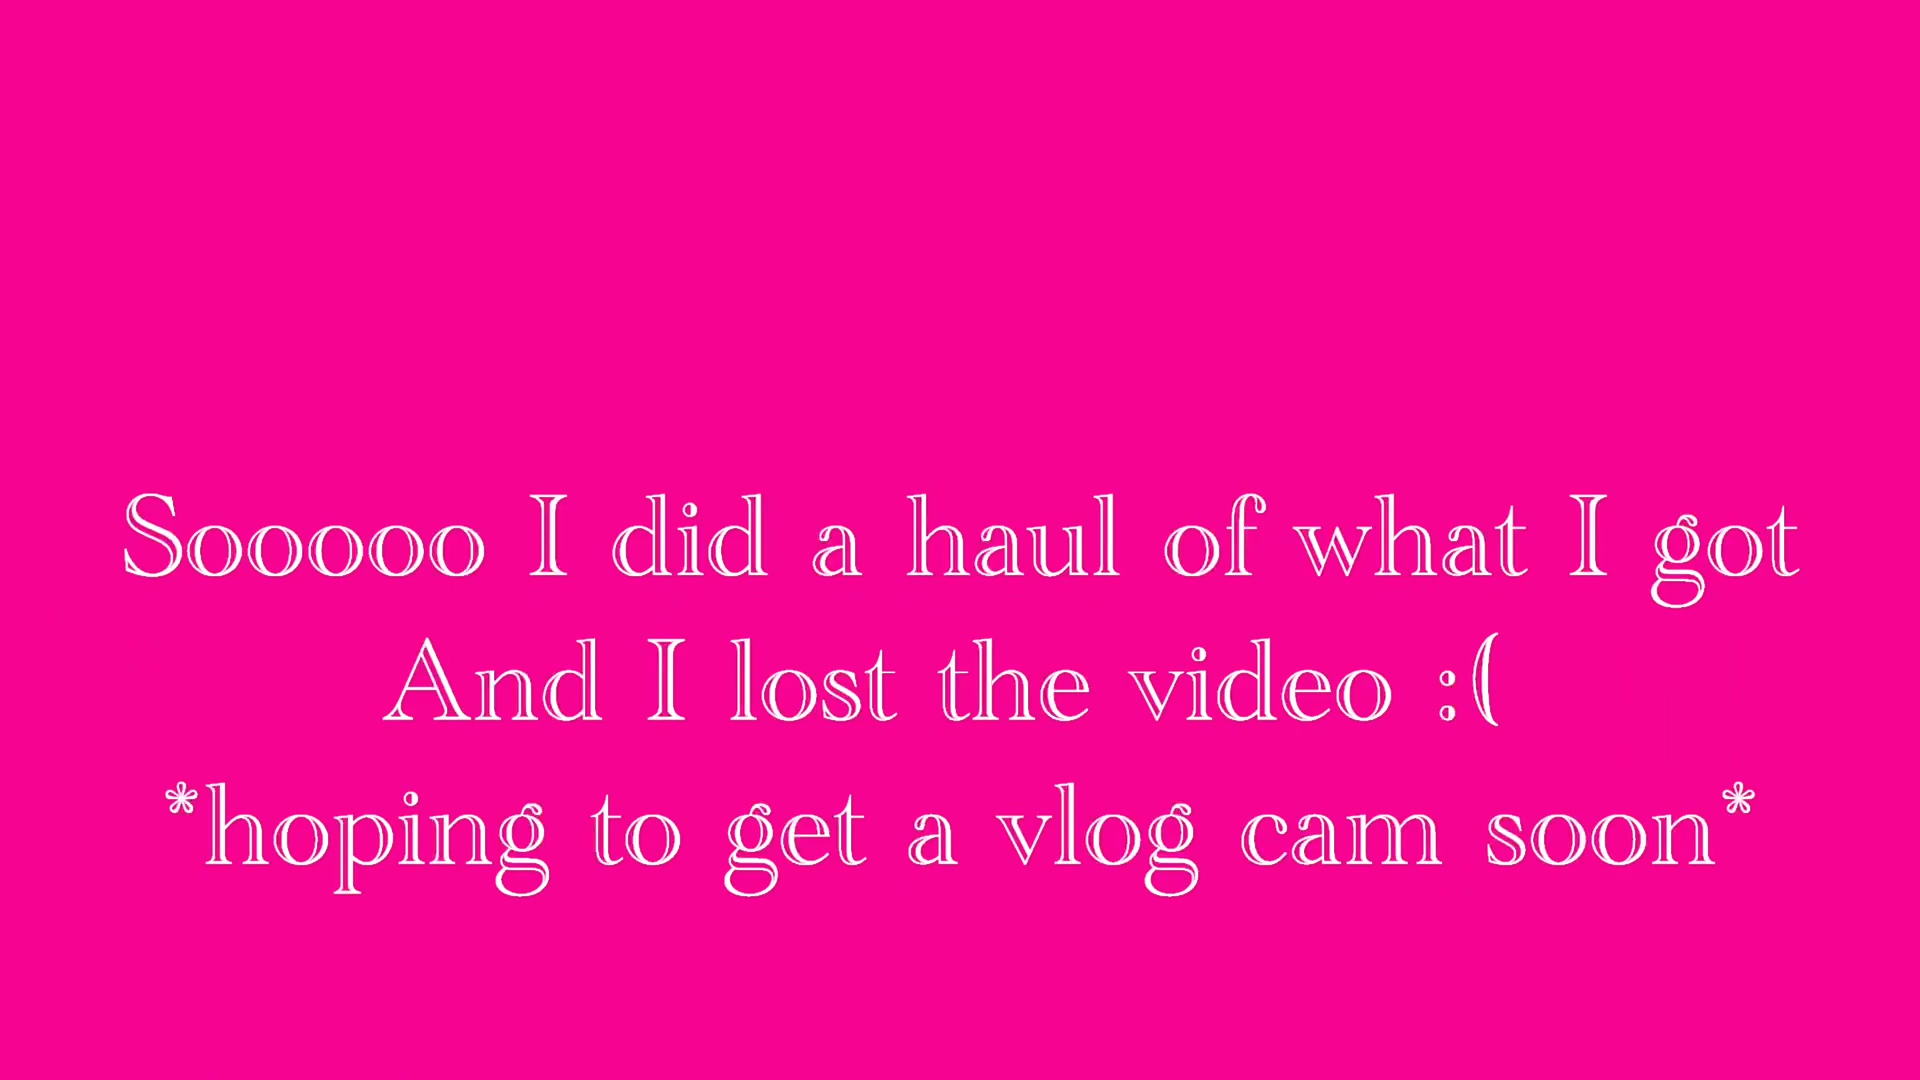 Sooooo I did a haul of what I got
And I lost the video :(
*hoping to get a vlog cam soon*